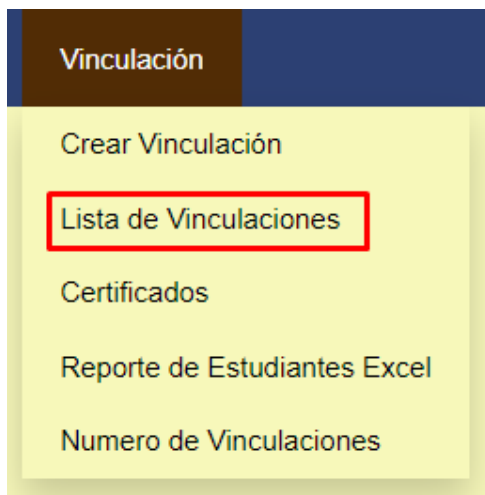 Vinculación
Crear Vinculación
Lista de Vinculaciones
Certificados
Reporte de Estudiantes Excel
Numero de Vinculaciones